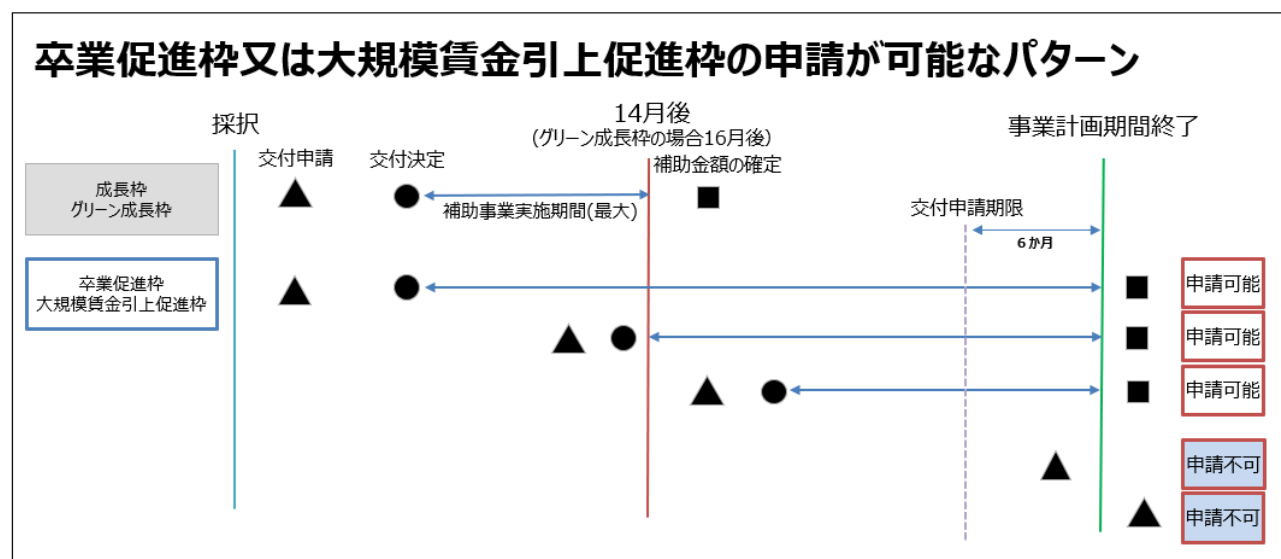 卒業促進枠又は大規模賃金引上促進枠の申請が可能なパターン
採択
14月後
(グリーン成長枠の場合16月後)
事業計画期間終了
交付申請
交付決定
補助金額の確定
成長枠
グリーン成長枠
補助事業実施期間(最大)
交付申請期限
6か月
卒業促進枠
大規模賃金引上促進枠
申請可能
申請可能
申請可能
申請不可
申請不可